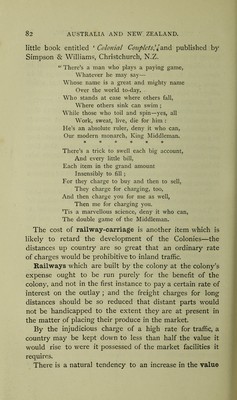 82 AUSTRALIA AND NEW ZEALAND.
little book entitled ‘Colonial Couplets,’ and published by
Simpson & Williams, Christchurch, N.Z.
“ There's a man who plays a paying game,
Whatever he may say—
Whose name is a great and mighty name
Over the world to-day,
Who stands at ease where others fall,
Where others sink can swim ;
While those who toil and spin—yes, all
Work, sweat, live, die for him :
He's an absolute ruler, deny it who can,
Our modern monarch, King Middleman.
* * * * *
There's a trick to swell each big account,
And every little bill,
Each item in the grand amount
Insensibly to fill ;
For they charge to buy and then to sell,
They charge for charging, too,
And then charge you for use as well,
Then me for charging you.
'Tis a marvellous science, deny it who can,
The double game of the Middleman.
The cost of railway-carriage is another item which is
likely to retard the development of the Colonies—the
distances up country are so great that an ordinary rate
of charges would be prohibitive to inland traffic.
Railways which are built by the colony at the colony's
expense ought to be run purely for the benefit of the
colony, and not in the first instance to pay a certain rate of
interest on the outlay ; and the freight charges for long
distances should be so reduced that distant parts would
not be handicapped to the extent they are at present in
the matter of placing their produce in the market.
By the injudicious charge of a high rate for traffic, a
country may be kept down to less than half the value it
would rise to were it possessed of the market facilities it
requires.
There is a natural tendency to an increase in the value